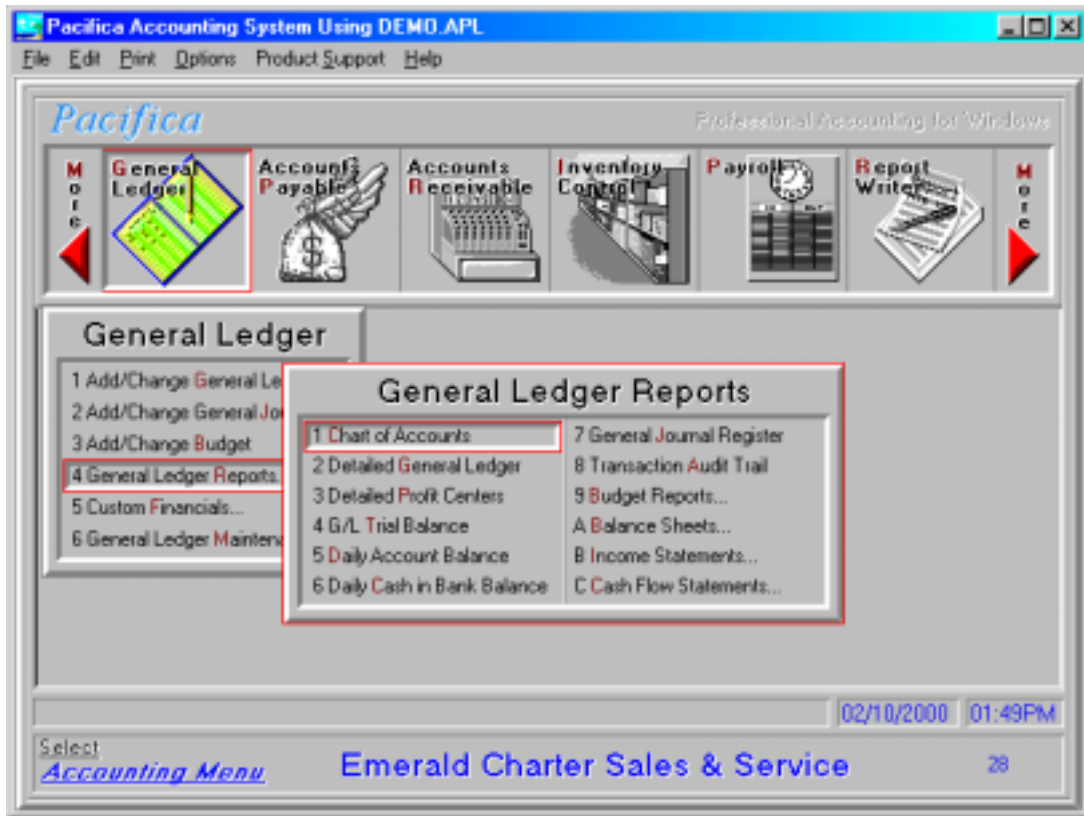 Pacifica Accounting System Using DEMO.APL
File Edit Print Options Product Support Help
Pacifica
Professional Accounting for Windows
More
General Ledger
Accounts Payable
Accounts Receivable
Inventory Control
Payroll
Report Writer
More
General Ledger
1 Add/Change General Le
2 Add/Change General Jou
3 Add/Change Budget
4 General Ledger Reports...
5 Custom Financials...
6 General Ledger Maintena
General Ledger Reports
1 Chart of Accounts
2 Detailed General Ledger
3 Detailed Profit Centers
4 G/L Trial Balance
5 Daily Account Balance
6 Daily Cash in Bank Balance
7 General Journal Register
8 Transaction Audit Trail
9 Budget Reports...
A Balance Sheets...
B Income Statements...
C Cash Flow Statements...
02/10/2000 01:49PM
Select
Accounting Menu
Emerald Charter Sales & Service
28